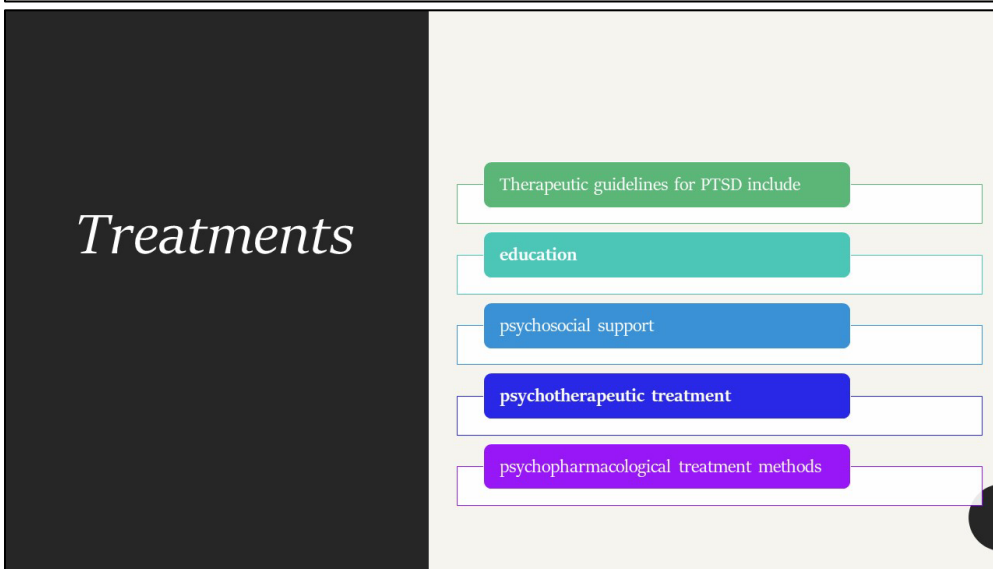 Treatments
Therapeutic guidelines for PTSD include
education
psychosocial support
psychotherapeutic treatment
psychopharmacological treatment methods